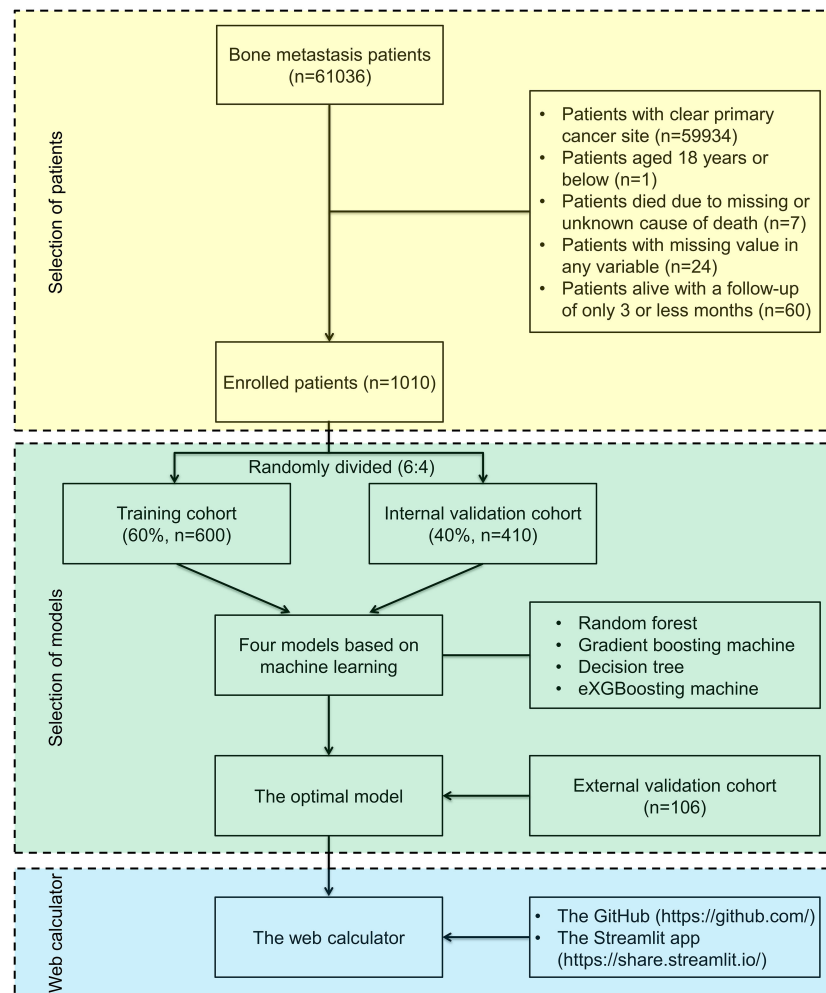 Selection of patients
Bone metastasis patients
(n=61036)
• Patients with clear primary
cancer site (n=59934)
• Patients aged 18 years or
below (n=1)
• Patients died due to missing or
unknown cause of death (n=7)
• Patients with missing value in
any variable (n=24)
• Patients alive with a follow-up
of only 3 or less months (n=60)
Enrolled patients (n=1010)
Selection of models
Randomly divided (6:4)
Training cohort
(60%, n=600)
Internal validation cohort
(40%, n=410)
Four models based on
machine learning
• Random forest
• Gradient boosting machine
• Decision tree
• eXGBoosting machine
The optimal model
External validation cohort
(n=106)
Web calculator
The web calculator
• The GitHub (https://github.com/)
• The Streamlit app
(https://share.streamlit.io/)